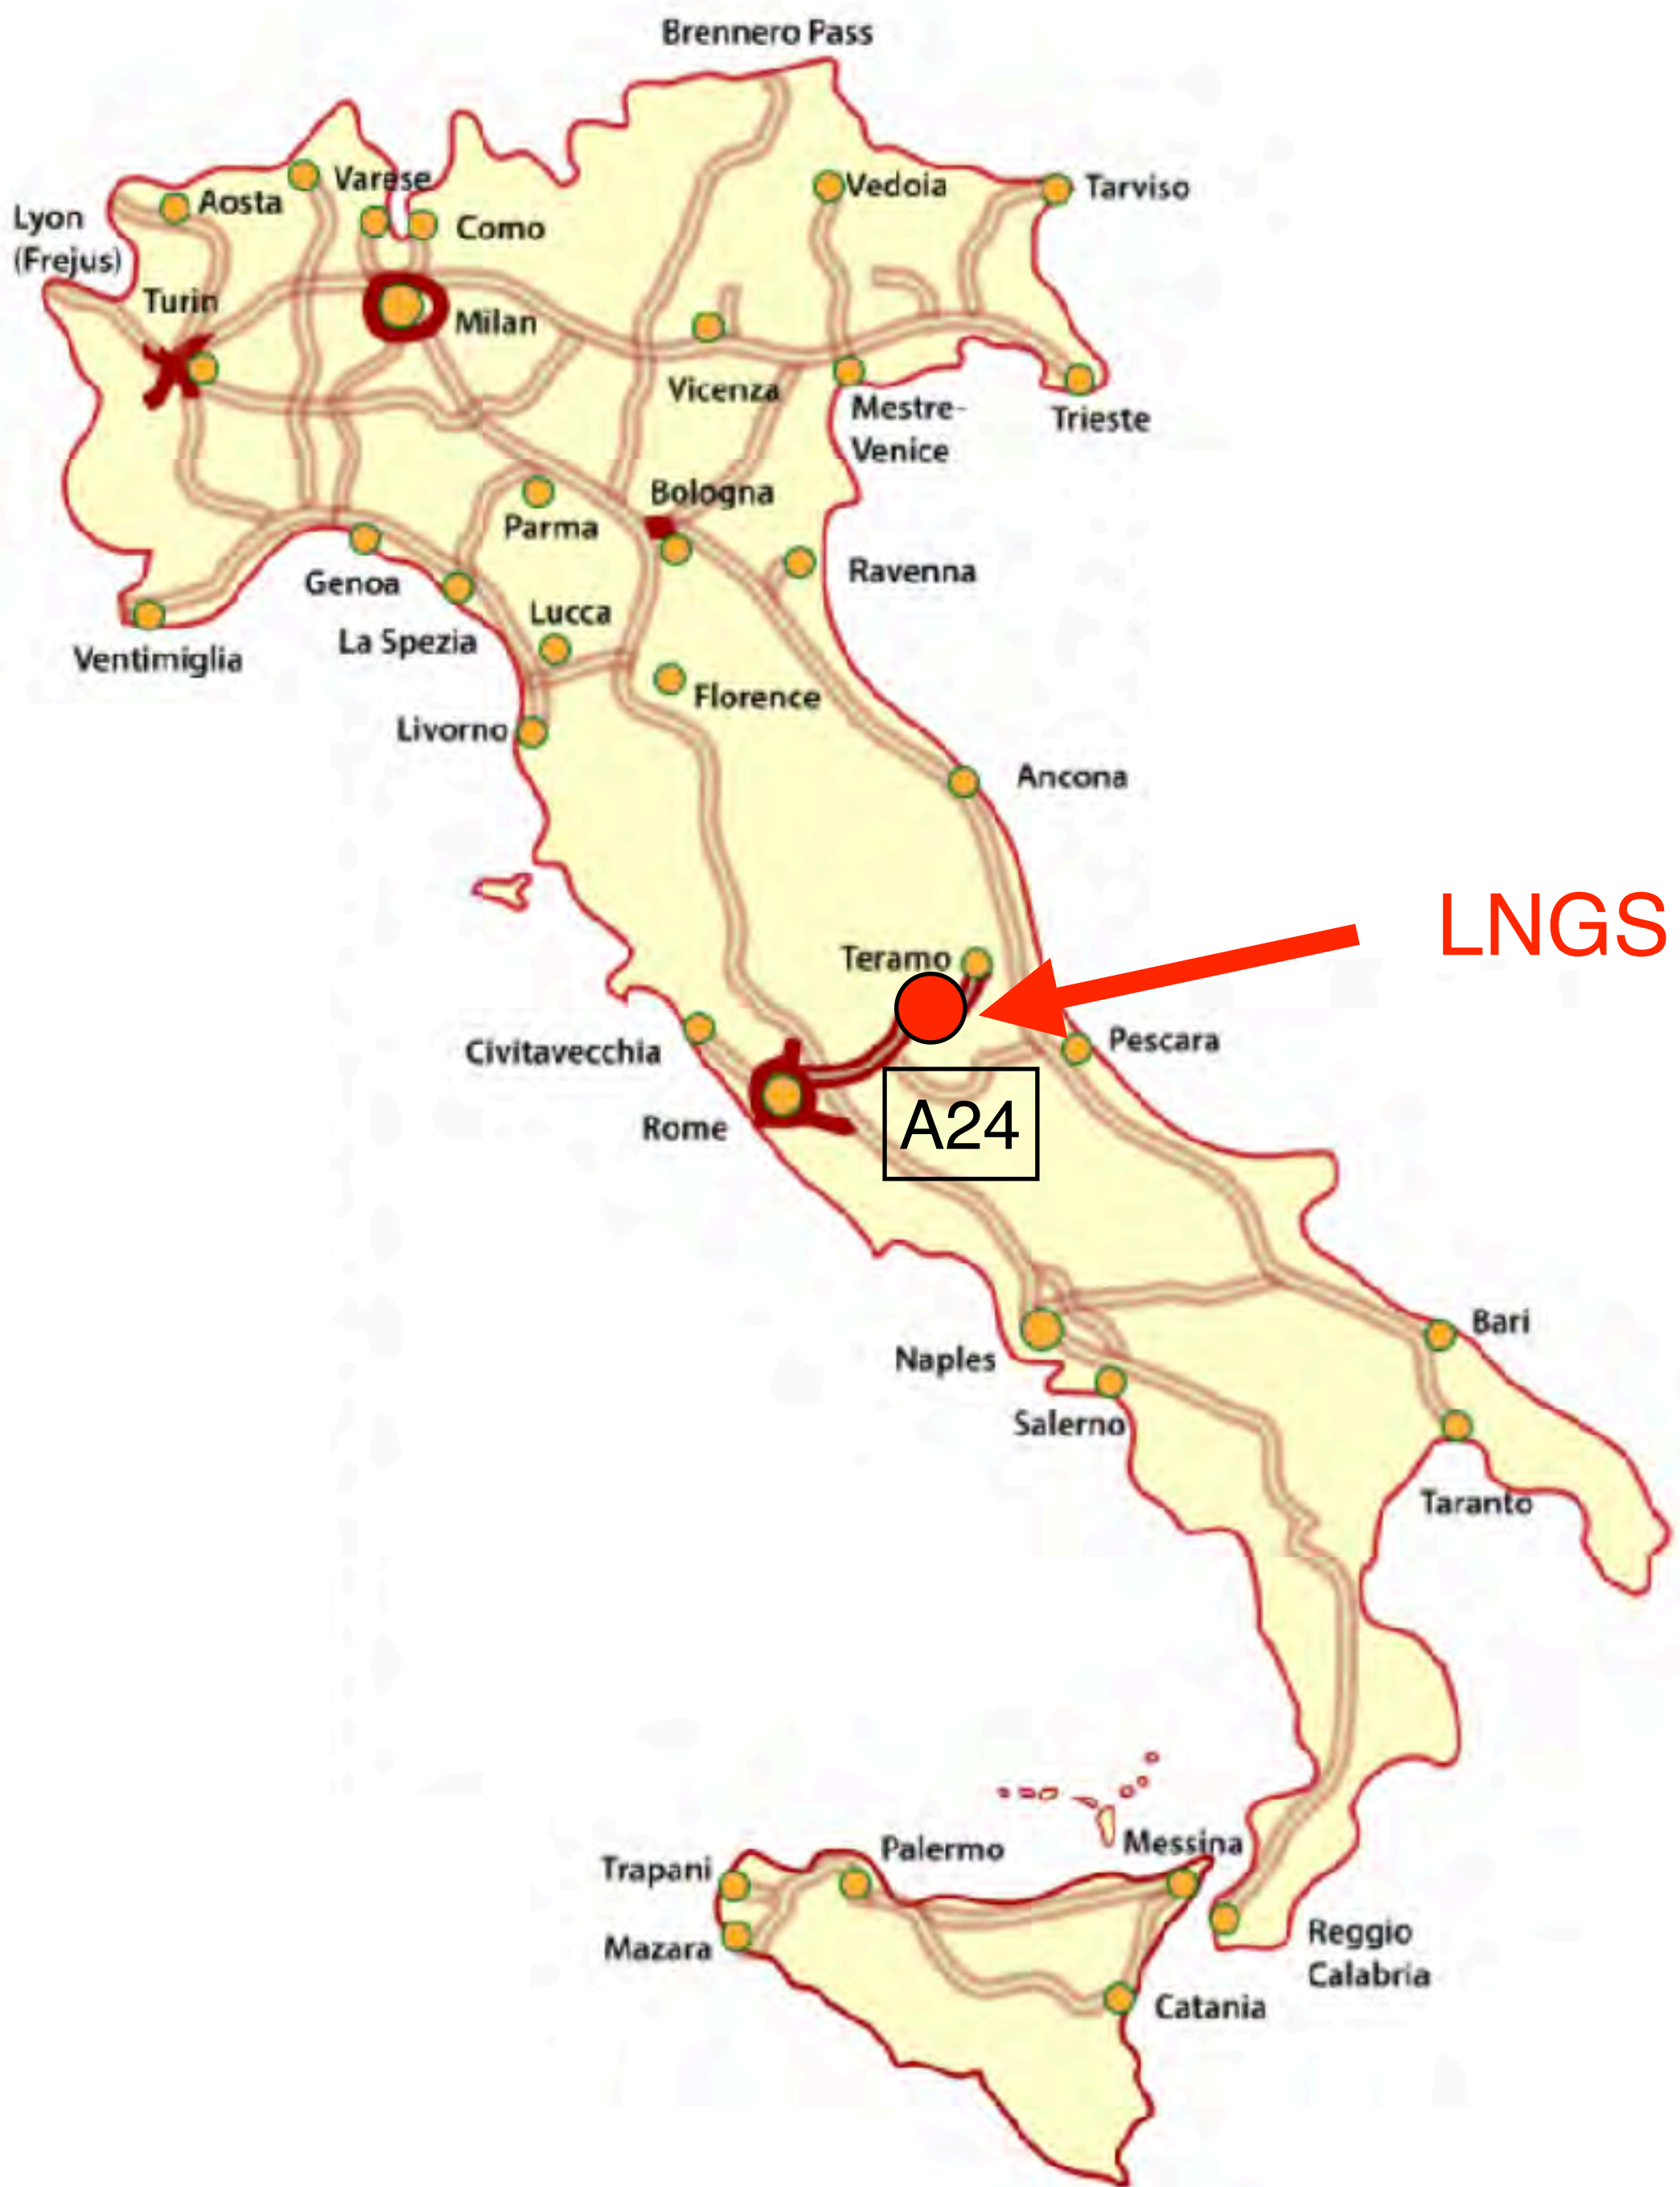 Brennero Pass
Varese
Aosta
Vedoia
Tarviso
Lyon
(Frejus)
Como
Turin
Milan
Vicenza
Mestre-
Venice
Trieste
Bologna
Parma
Ravenna
Genoa
Lucca
La Spezia
Ventimiglia
Florence
Livorno
Ancona
LNGS
Teramo
Pescara
Civitavecchia
A24
Rome
Bari
Naples
Salerno
Taranto
Messina
Palermo
Trapani
Mazara
Reggio
Calabria
Catania